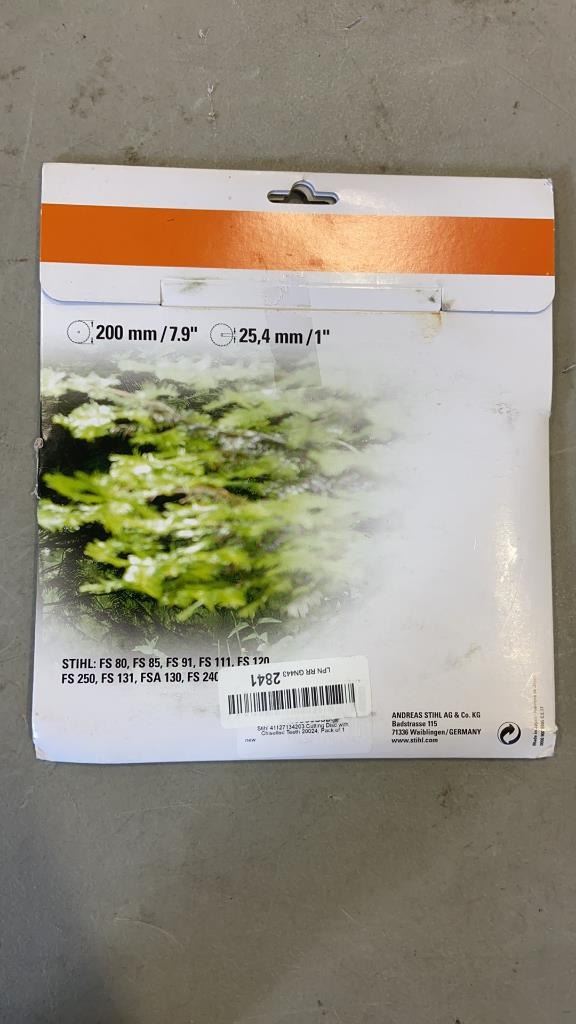 200 mm / 7.9" 25,4 mm / 1"
STIHL: FS 80, FS 85, FS 91, FS 111, FS 120
FS 250, FS 131, FSA 130, FS 240
LPN RR GN443
2841
Stihl 41127134203 Cutting Disc with
Chiselled Teeth 20024, Pack of 1
new
ANDREAS STIHL AG & Co. KG
Badstrasse 115
71336 Waiblingen/GERMANY
www.stihl.com